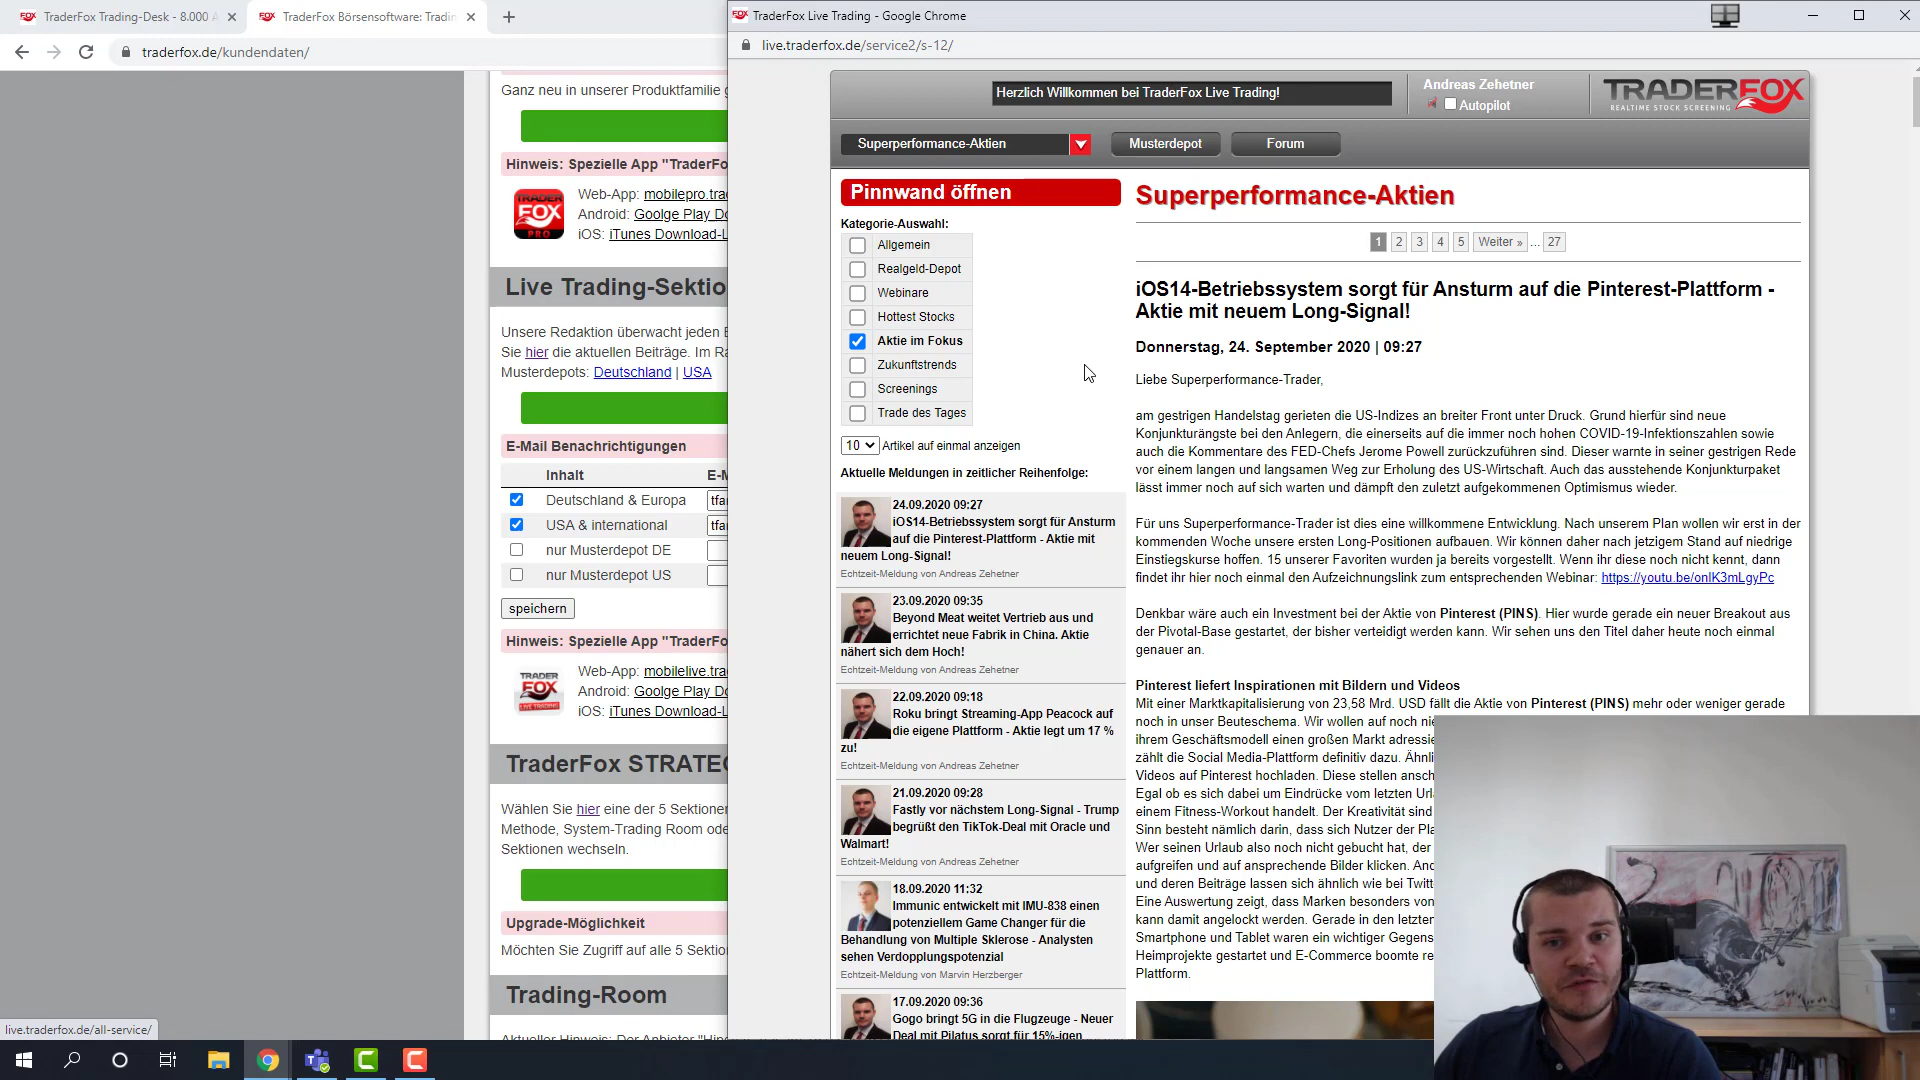 TraderFox Trading-Desk - 8.000
TraderFox Börsensoftware: Tradin
traderfox.de/kundendaten/
Ganz neu in unserer Produktfamilie
Hinweis: Spezielle App "TraderFo
TRADER
FOX
PRO
Web-App: mobilepro.tra
Android: Goolge Play Do
iOS: iTunes Download-L
Live Trading-Sektio
Unsere Redaktion überwacht jeden
Sie hier die aktuellen Beiträge. Im Ra
Musterdepots: Deutschland | USA
E-Mail Benachrichtigungen
Inhalt E-M
Deutschland & Europa tfa
USA & international tfa
nur Musterdepot DE
nur Musterdepot US
speichern
Hinweis: Spezielle App "TraderFo
TRADER
FOX
LIVE TRADING
Web-App: mobilelive.tra
Android: Goolge Play Do
iOS: iTunes Download-L
TraderFox STRATEG
Wählen Sie hier eine der 5 Sektionen
Methode, System-Trading Room ode
Sektionen wechseln.
Upgrade-Möglichkeit
Möchten Sie Zugriff auf alle 5 Sektio
Trading-Room
live.traderfox.de/all-service/
TraderFox Live Trading - Google Chrome
live.traderfox.de/service2/s-12/
Herzlich Willkommen bei TraderFox Live Trading!
Andreas Zehetner
Autopilot
TRADERFOX
REALTIME STOCK SCREENING
Superperformance-Aktien
Musterdepot
Forum
Pinnwand öffnen
Kategorie-Auswahl:
Allgemein
Realgeld-Depot
Webinare
Hottest Stocks
Aktie im Fokus
Zukunftstrends
Screenings
Trade des Tages
10 Artikel auf einmal anzeigen
Aktuelle Meldungen in zeitlicher Reihenfolge:
24.09.2020 09:27
iOS14-Betriebssystem sorgt für Ansturm
auf die Pinterest-Plattform - Aktie mit
neuem Long-Signal!
Echtzeit-Meldung von Andreas Zehetner
23.09.2020 09:35
Beyond Meat weitet Vertrieb aus und
errichtet neue Fabrik in China. Aktie
nähert sich dem Hoch!
Echtzeit-Meldung von Andreas Zehetner
22.09.2020 09:18
Roku bringt Streaming-App Peacock auf
die eigene Plattform - Aktie legt um 17 %
zu!
Echtzeit-Meldung von Andreas Zehetner
21.09.2020 09:28
Fastly vor nächstem Long-Signal - Trump
begrüßt den TikTok-Deal mit Oracle und
Walmart!
Echtzeit-Meldung von Andreas Zehetner
18.09.2020 11:32
Immunic entwickelt mit IMU-838 einen
potenziellem Game Changer für die
Behandlung von Multiple Sklerose - Analysten
sehen Verdopplungspotenzial
Echtzeit-Meldung von Marvin Herzberger
17.09.2020 09:36
Gogo bringt 5G in die Flugzeuge - Neuer
Deal mit Pilatus sorgt für 15%-igen
Superperformance-Aktien
1 2 3 4 5 Weiter » ... 27
iOS14-Betriebssystem sorgt für Ansturm auf die Pinterest-Plattform -
Aktie mit neuem Long-Signal!
Donnerstag, 24. September 2020 | 09:27
Liebe Superperformance-Trader,
am gestrigen Handelstag gerieten die US-Indizes an breiter Front unter Druck. Grund hierfür sind neue
Konjunkturängste bei den Anlegern, die einerseits auf die immer noch hohen COVID-19-Infektionszahlen sowie
auch die Kommentare des FED-Chefs Jerome Powell zurückzuführen sind. Dieser warnte in seiner gestrigen Rede
vor einem langen und langsamen Weg zur Erholung des US-Wirtschaft. Auch das ausstehende Konjunkturpaket
lässt immer noch auf sich warten und dämpft den zuletzt aufgekommenen Optimismus wieder.
Für uns Superperformance-Trader ist dies eine willkommene Entwicklung. Nach unserem Plan wollen wir erst in der
kommenden Woche unsere ersten Long-Positionen aufbauen. Wir können daher nach jetzigem Stand auf niedrige
Einstiegskurse hoffen. 15 unserer Favoriten wurden ja bereits vorgestellt. Wenn ihr diese noch nicht kennt, dann
findet ihr hier noch einmal den Aufzeichnungslink zum entsprechenden Webinar: https://youtu.be/onlK3mLgyPc
Denkbar wäre auch ein Investment bei der Aktie von Pinterest (PINS). Hier wurde gerade ein neuer Breakout aus
der Pivotal-Base gestartet, der bisher verteidigt werden kann. Wir sehen uns den Titel daher heute noch einmal
genauer an.
Pinterest liefert Inspirationen mit Bildern und Videos
Mit einer Marktkapitalisierung von 23,58 Mrd. USD fällt die Aktie von Pinterest (PINS) mehr oder weniger gerade
noch in unser Beuteschema. Wir wollen auf noch nie
ihrem Geschäftsmodell einen großen Markt adressie
zählt die Social Media-Plattform definitiv dazu. Ähnli
Videos auf Pinterest hochladen. Diese stellen ansch
Egal ob es sich dabei um Eindrücke vom letzten Url
einem Fitness-Workout handelt. Der Kreativität sind
Sinn besteht nämlich darin, dass sich Nutzer der Pla
Wer seinen Urlaub also noch nicht gebucht hat, der
aufgreifen und auf ansprechende Bilder klicken. And
und deren Beiträge lassen sich ähnlich wie bei Twitt
Eine Auswertung zeigt, dass Marken besonders von
kann damit angelockt werden. Gerade in den letzten
Smartphone und Tablet waren ein wichtiger Gegens
Heimprojekte gestartet und E-Commerce boomte re
Plattform.